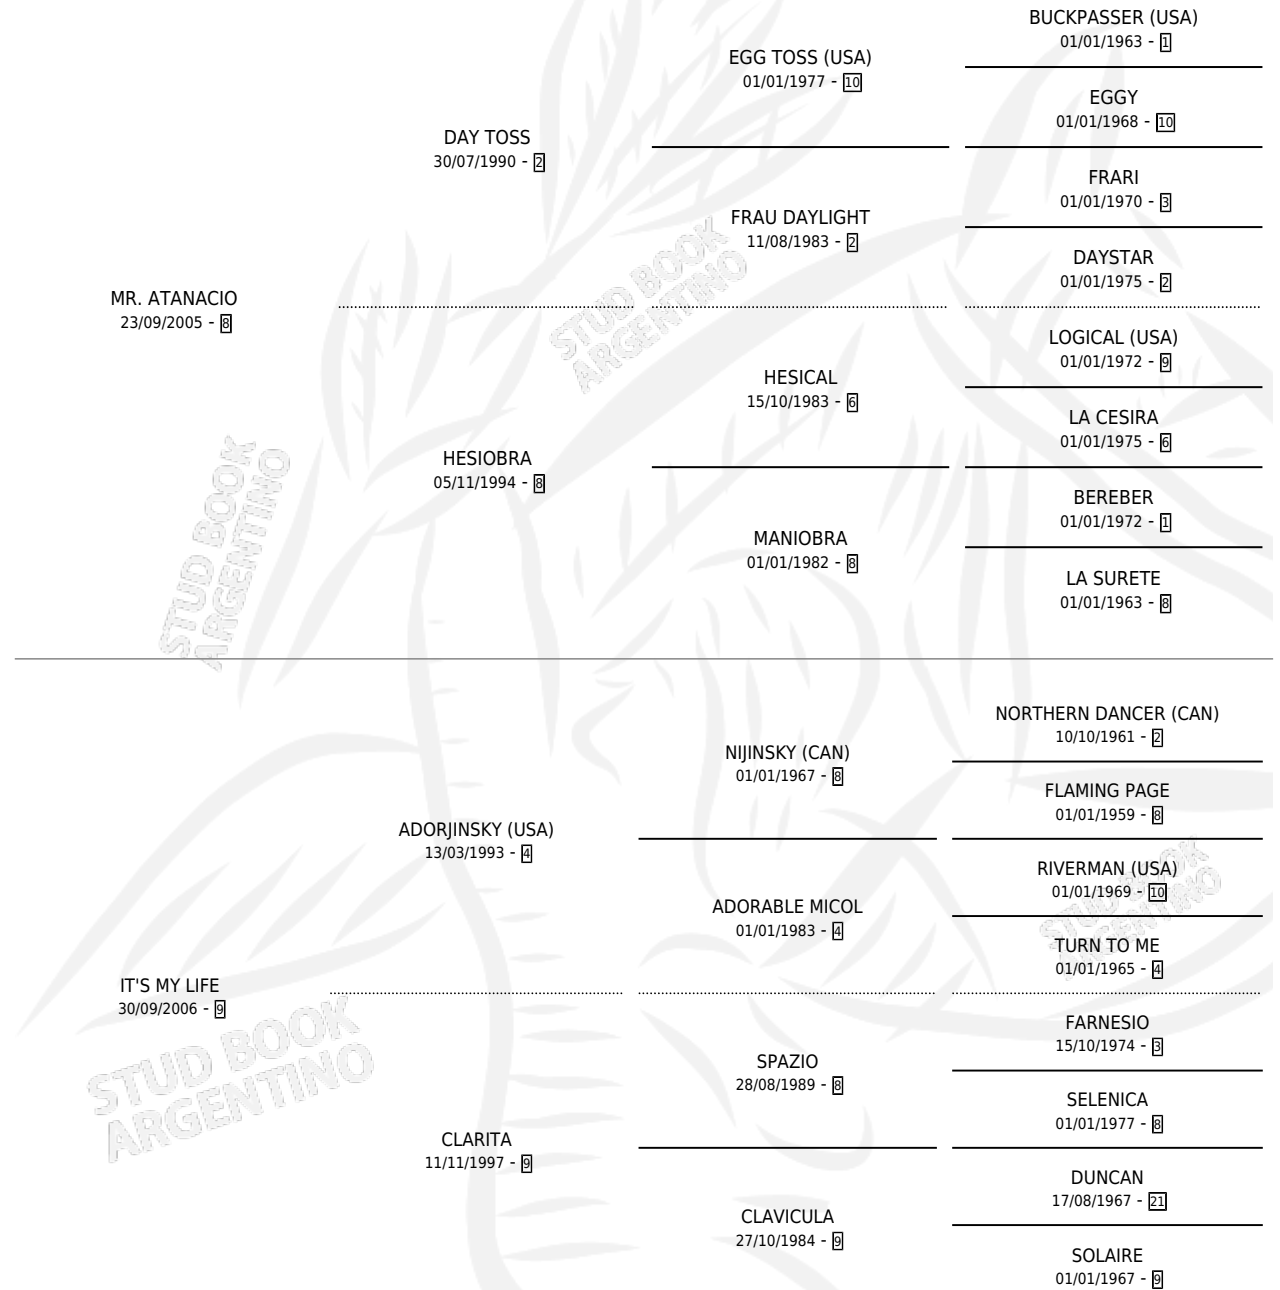 BUCKPASSER (USA)
01/01/1963 - 1
EGG TOSS (USA)
01/01/1977 - 10
EGGY
01/01/1968 - 10
DAY TOSS
30/07/1990 - 2
FRARI
01/01/1970 - 3
FRAU DAYLIGHT
11/08/1983 - 2
DAYSTAR
01/01/1975 - 2
MR. ATANACIO
23/09/2005 - 8
LOGICAL (USA)
01/01/1972 - 9
HESICAL
15/10/1983 - 6
LA CESIRA
01/01/1975 - 6
HESIOBRA
05/11/1994 - 8
BEREBER
01/01/1972 - 1
MANIOBRA
01/01/1982 - 8
LA SURETE
01/01/1963 - 8
NORTHERN DANCER (CAN)
10/10/1961 - 2
NIJINSKY (CAN)
01/01/1967 - 8
FLAMING PAGE
01/01/1959 - 8
ADORJINSKY (USA)
13/03/1993 - 4
RIVERMAN (USA)
01/01/1969 - 10
ADORABLE MICOL
01/01/1983 - 4
TURN TO ME
01/01/1965 - 4
IT'S MY LIFE
30/09/2006 - 9
FARNESIO
15/10/1974 - 3
SPAZIO
28/08/1989 - 8
SELENICA
01/01/1977 - 8
CLARITA
11/11/1997 - 9
DUNCAN
17/08/1967 - 21
CLAVICULA
27/10/1984 - 9
SOLAIRE
01/01/1967 - 9
STUD BOOK
ARGENTINO
STUD BOOK
ARGENTINO
STUD BOOK
ARGENTINO
STUD BOOK
ARGENTINO